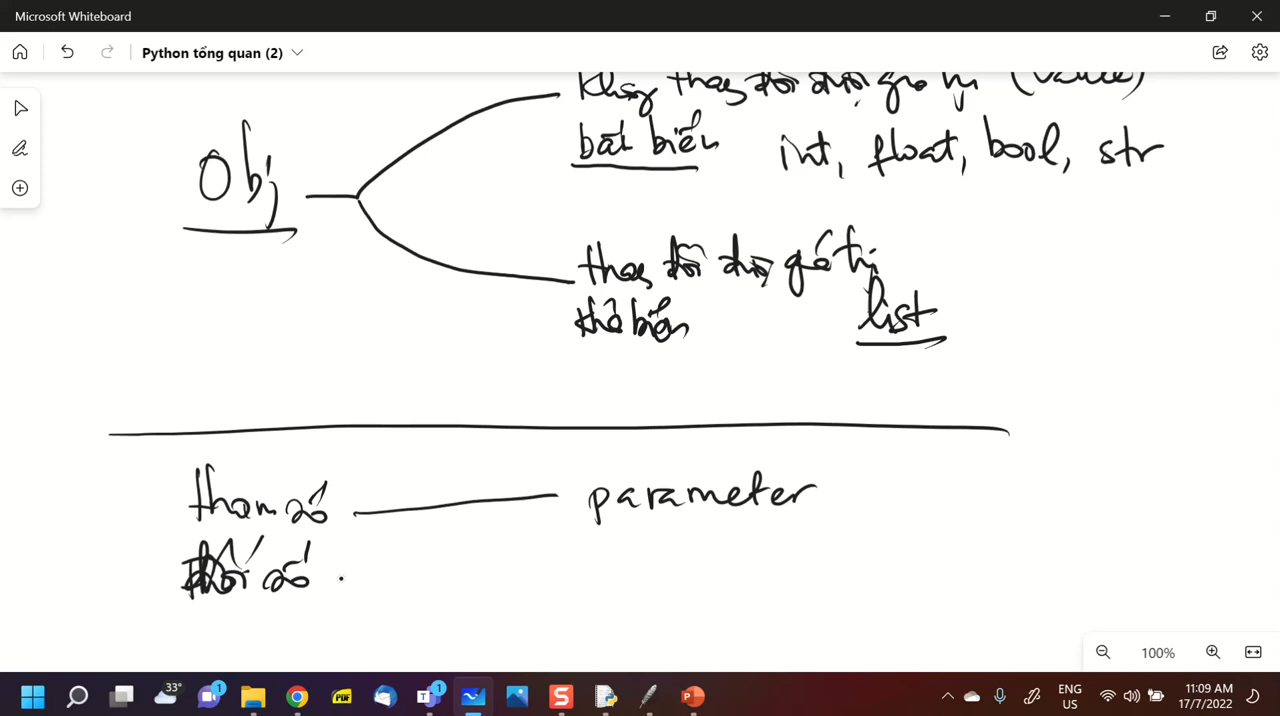 Microsoft Whiteboard
Python tổng quan (2)
không thay đổi được giá trị (value)
bất biến int, float, bool, str
Obj
thay đổi được giá trị
khả biến list
tham số parameter
đối số
100%
33°
1
1
ENG
US
11:09 AM
17/7/2022